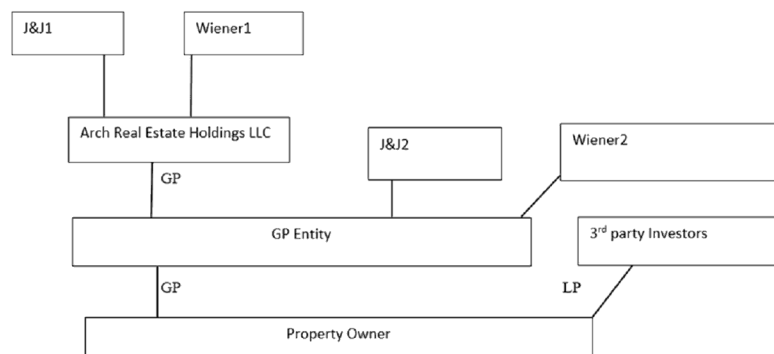 J&J1
Wiener1
Arch Real Estate Holdings LLC
GP
J&J2
Wiener2
GP Entity
3rd party Investors
GP
LP
Property Owner